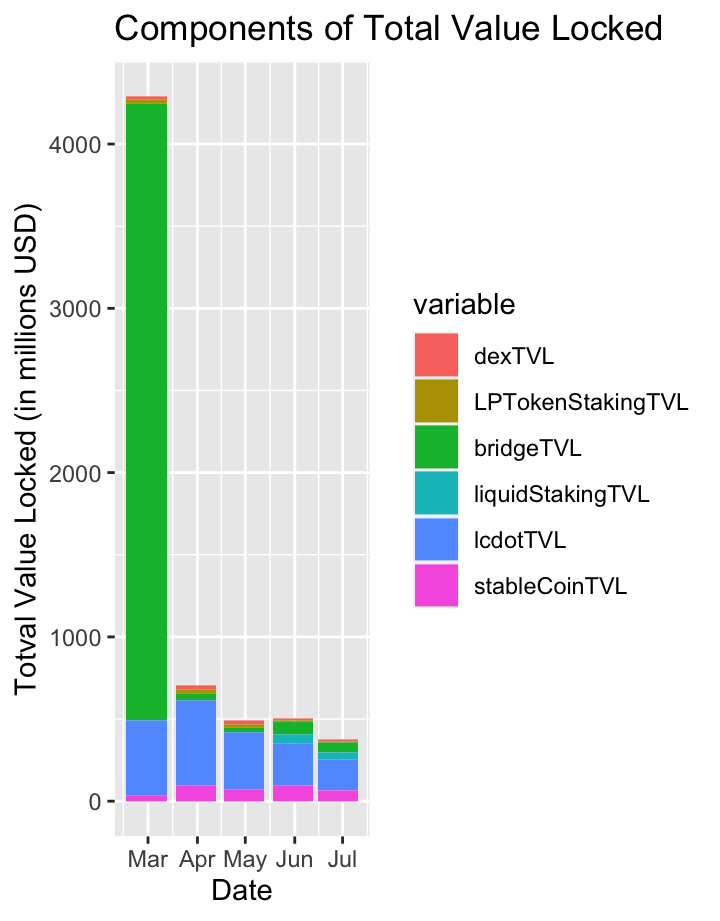 Components of Total Value Locked
Totval Value Locked (in millions USD)
4000
3000
2000
1000
0
Mar Apr May Jun Jul
Date
variable
dexTVL
LPTokenStakingTVL
bridgeTVL
liquidStakingTVL
lcdotTVL
stableCoinTVL